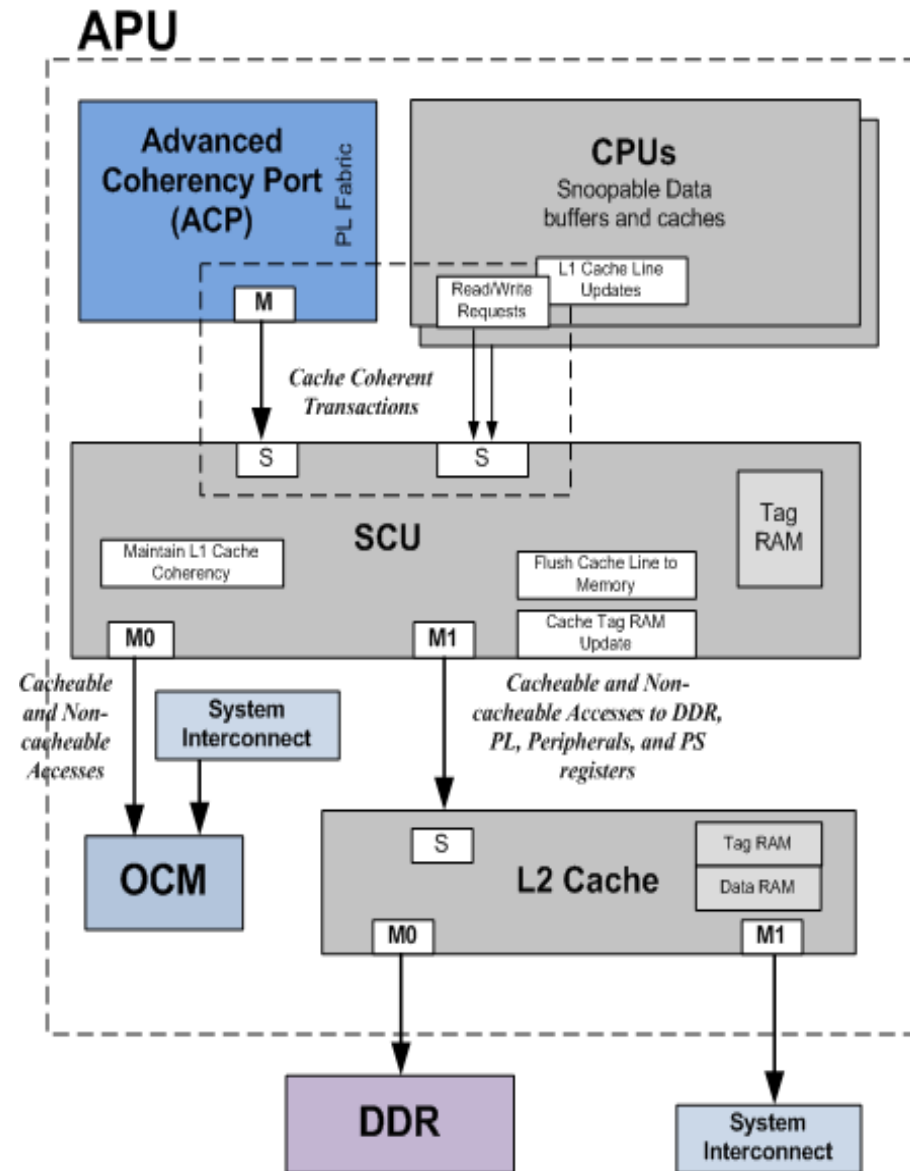 APU
Advanced
Coherency Port
(ACP)
PL Fabric
M
CPUs
Snoopable Data
buffers and caches
L1 Cache Line
Updates
Read/Write
Requests
Cache Coherent
Transactions
S
S
SCU
Tag
RAM
Maintain L1 Cache
Coherency
Flush Cache Line to
Memory
Cache Tag RAM
Update
M0
M1
Cacheable
and Non-
cacheable
Accesses
System
Interconnect
Cacheable and Non-
cacheable Accesses to DDR,
PL, Peripherals, and PS
registers
OCM
S
L2 Cache
Tag RAM
Data RAM
M0
M1
DDR
System
Interconnect